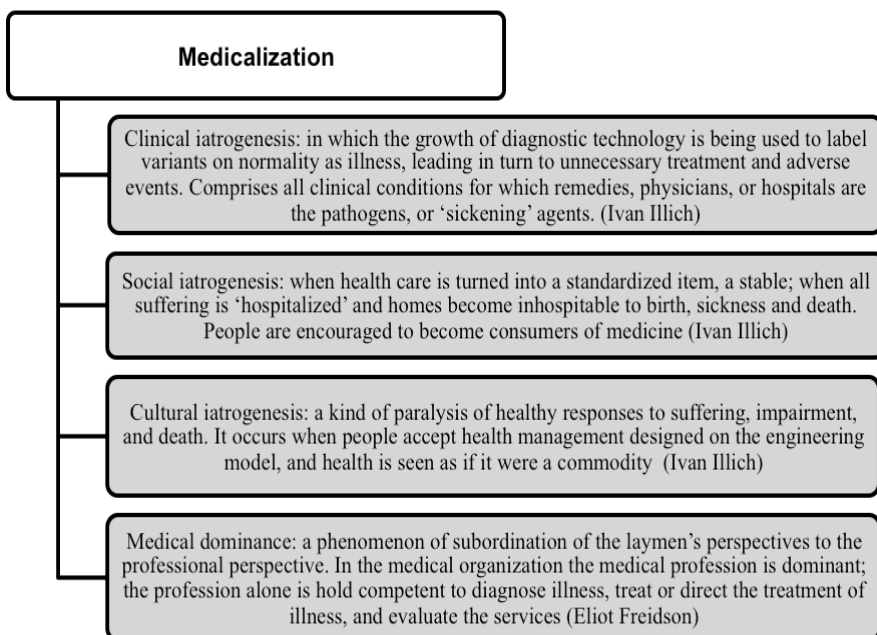 Medicalization
Clinical iatrogenesis: in which the growth of diagnostic technology is being used to label
variants on normality as illness, leading in turn to unnecessary treatment and adverse
events. Comprises all clinical conditions for which remedies, physicians, or hospitals are
the pathogens, or ‘sickening’ agents. (Ivan Illich)
Social iatrogenesis: when health care is turned into a standardized item, a stable; when all
suffering is ‘hospitalized’ and homes become inhospitable to birth, sickness and death.
People are encouraged to become consumers of medicine (Ivan Illich)
Cultural iatrogenesis: a kind of paralysis of healthy responses to suffering, impairment,
and death. It occurs when people accept health management designed on the engineering
model, and health is seen as if it were a commodity (Ivan Illich)
Medical dominance: a phenomenon of subordination of the laymen’s perspectives to the
professional perspective. In the medical organization the medical profession is dominant;
the profession alone is hold competent to diagnose illness, treat or direct the treatment of
illness, and evaluate the services (Eliot Freidson)